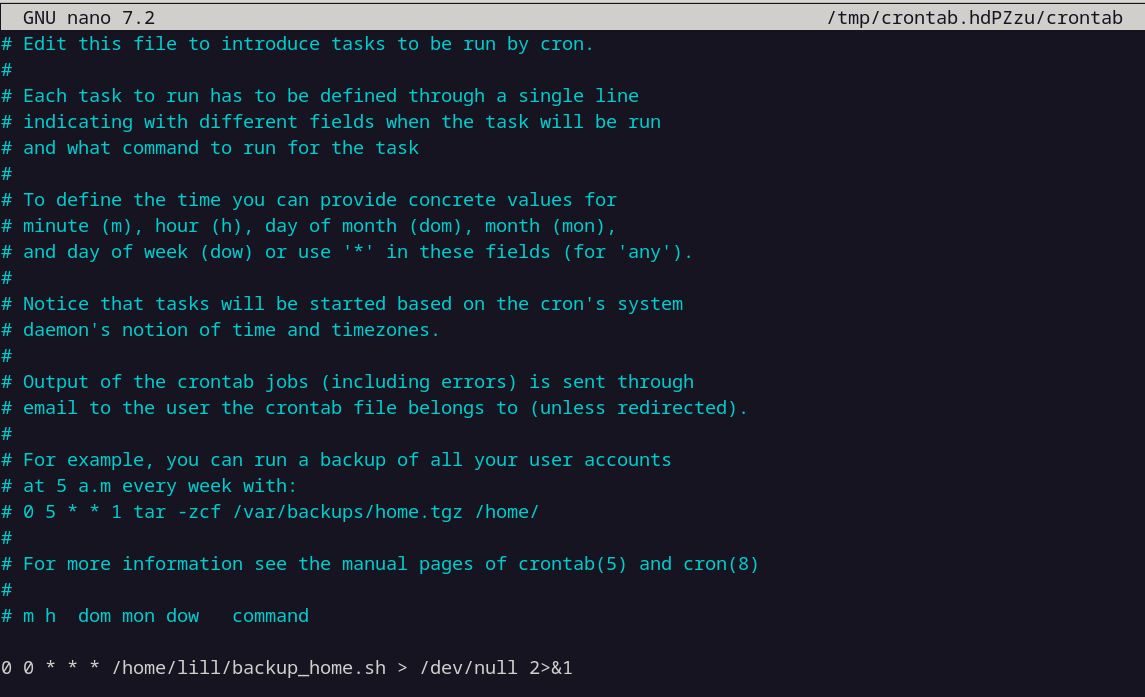 GNU nano 7.2 /tmp/crontab.hdPZzu/crontab
# Edit this file to introduce tasks to be run by cron.
#
# Each task to run has to be defined through a single line
# indicating with different fields when the task will be run
# and what command to run for the task
#
# To define the time you can provide concrete values for
# minute (m), hour (h), day of month (dom), month (mon),
# and day of week (dow) or use '*' in these fields (for 'any').
#
# Notice that tasks will be started based on the cron's system
# daemon's notion of time and timezones.
#
# Output of the crontab jobs (including errors) is sent through
# email to the user the crontab file belongs to (unless redirected).
#
# For example, you can run a backup of all your user accounts
# at 5 a.m every week with:
# 0 5 * * 1 tar -zcf /var/backups/home.tgz /home/
#
# For more information see the manual pages of crontab(5) and cron(8)
#
# m h  dom mon dow   command

0 0 * * * /home/lill/backup_home.sh > /dev/null 2>&1